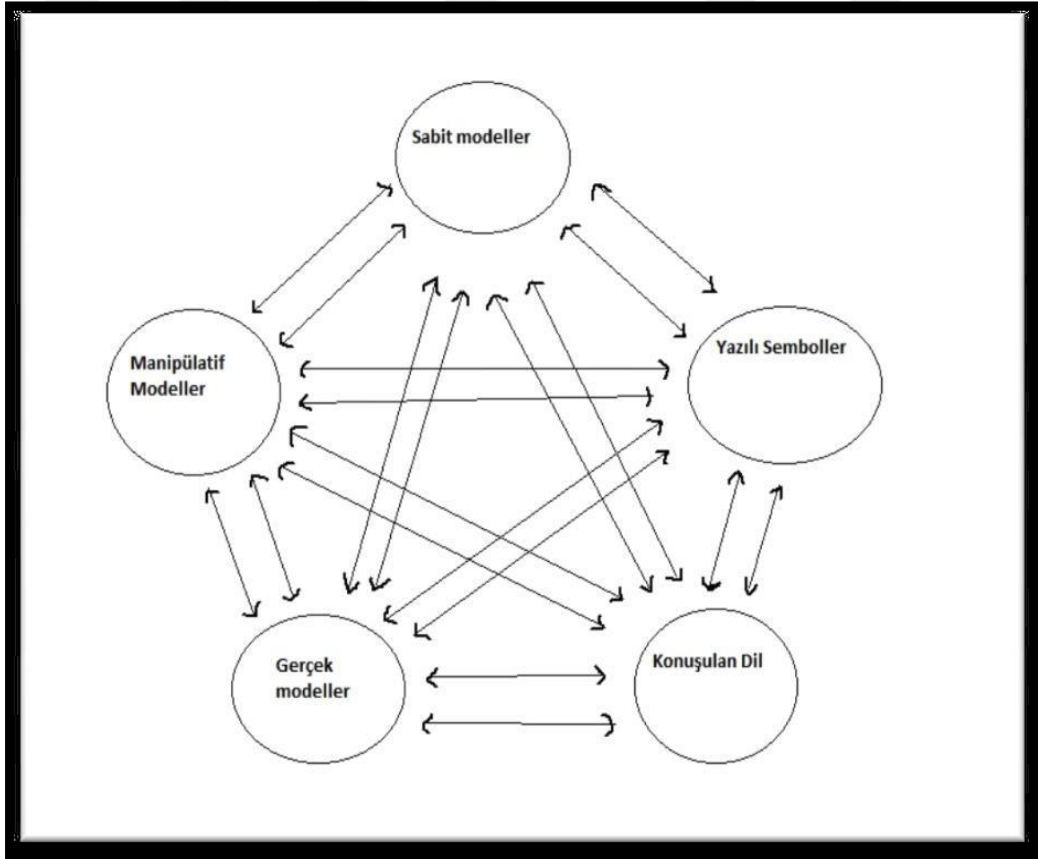 Sabit modeller
Manipülatif
Modeller
Yazılı Semboller
Gerçek
modeller
Konuşulan Dil